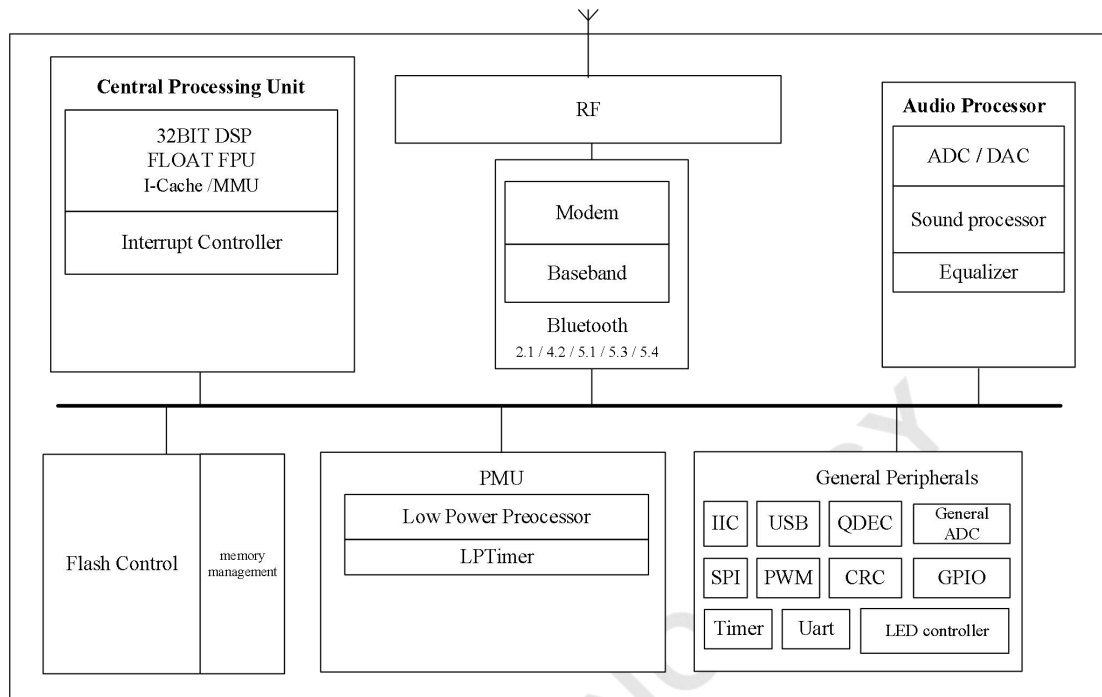 Central Processing Unit
32BIT DSP
FLOAT FPU
I-Cache /MMU
Interrupt Controller
RF
Modem
Baseband
Bluetooth
2.1 / 4.2 / 5.1 / 5.3 / 5.4
Audio Processor
ADC / DAC
Sound processor
Equalizer
Flash Control
memory
management
PMU
Low Power Preocessor
LPTimer
General Peripherals
IIC
USB
QDEC
General
ADC
SPI
PWM
CRC
GPIO
Timer
Uart
LED controller